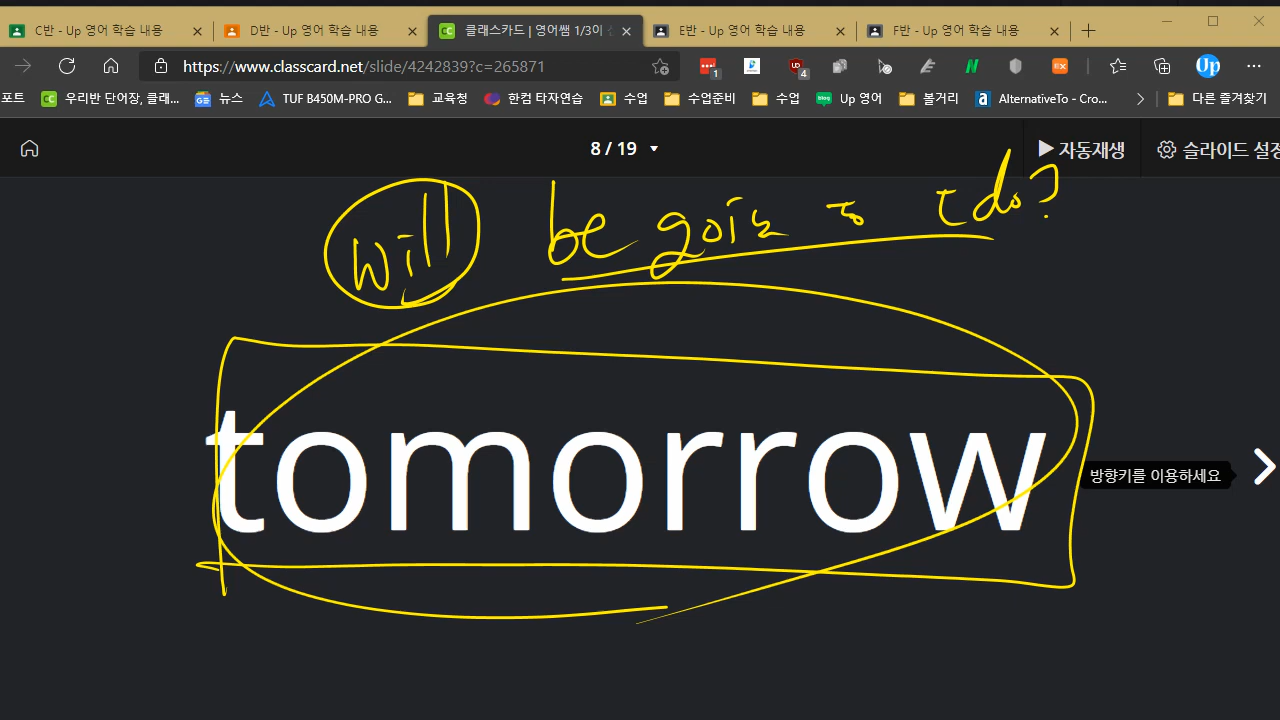 C반 - Up 영어 학습 내용
D반 - Up 영어 학습 내용
클래스카드 | 영어쌤 1/3이
E반 - Up 영어 학습 내용
F반 - Up 영어 학습 내용
https://www.classcard.net/slide/4242839?c=265871
1
4
Up
포트 우리반 단어장, 클래... 뉴스 TUF B450M-PRO G... 교육청 한컴 타자연습 수업 수업준비 수업 Up 영어 볼거리 AlternativeTo - Cro... 다른 즐겨찾기
8 / 19
자동재생
슬라이드 설정
will be going to do?
tomorrow
방향키를 이용하세요